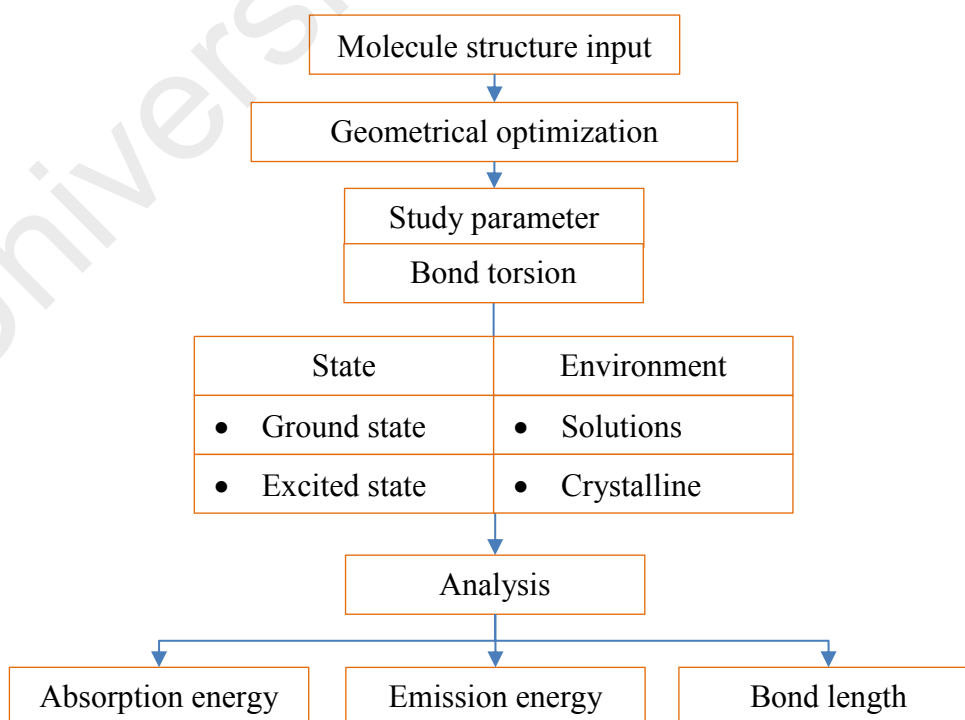 Universi
Molecule structure input
Geometrical optimization
Study parameter
Bond torsion
State Environment
• Ground state • Solutions
• Excited state • Crystalline
Analysis
Absorption energy Emission energy Bond length